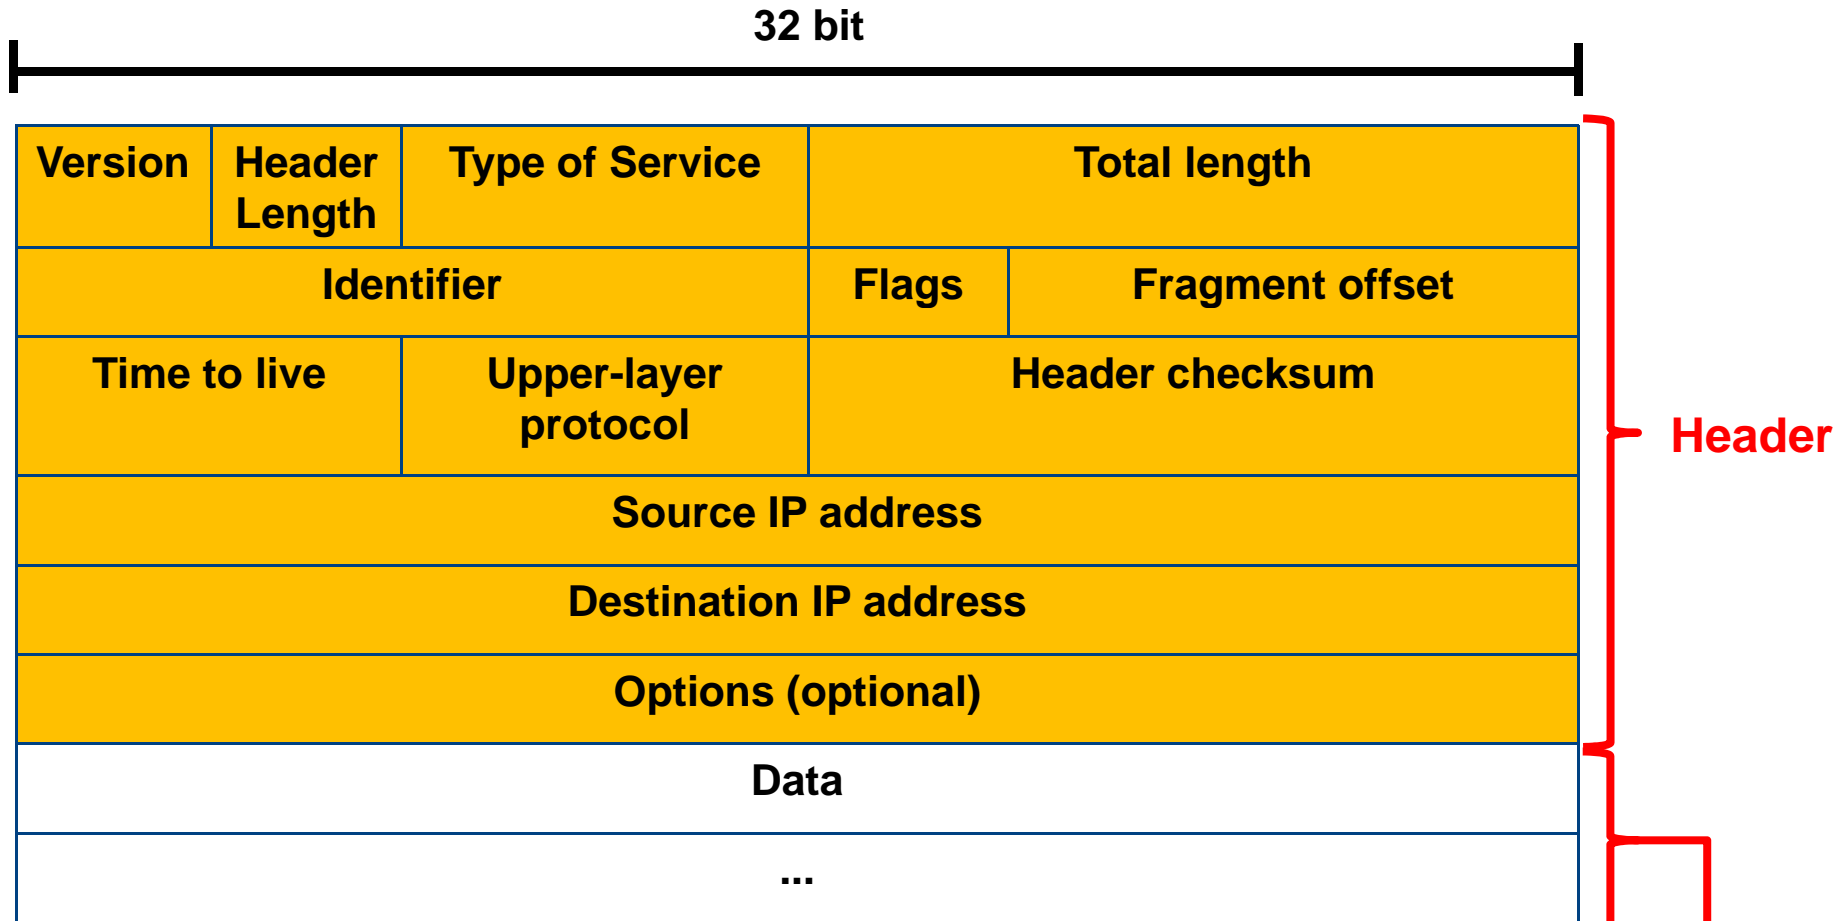 32 bit
Version
Header
Length
Type of Service
Total length
Identifier
Flags
Fragment offset
Time to live
Upper-layer
protocol
Header checksum
Header
Source IP address
Destination IP address
Options (optional)
Data
...